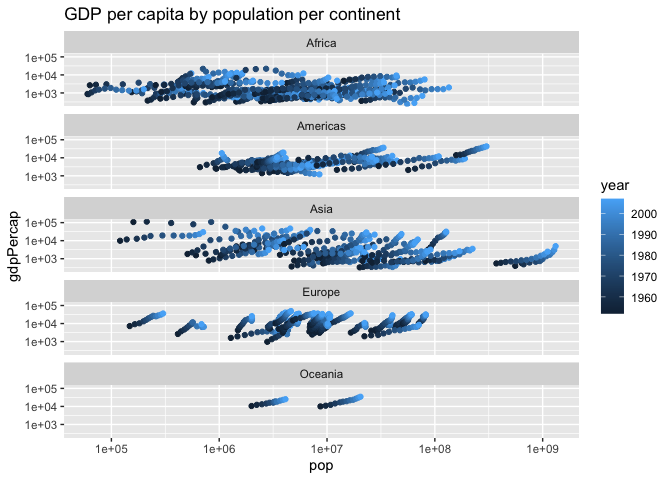 GDP per capita by population per continent
Africa
1e+05
1e+04
1e+03
Americas
1e+05
1e+04
1e+03
Asia
1e+05
1e+04
1e+03
Europe
1e+05
1e+04
1e+03
Oceania
1e+05
1e+04
1e+03
gdpPercap
1e+05 1e+06 1e+07 1e+08 1e+09
pop
year
2000
1990
1980
1970
1960